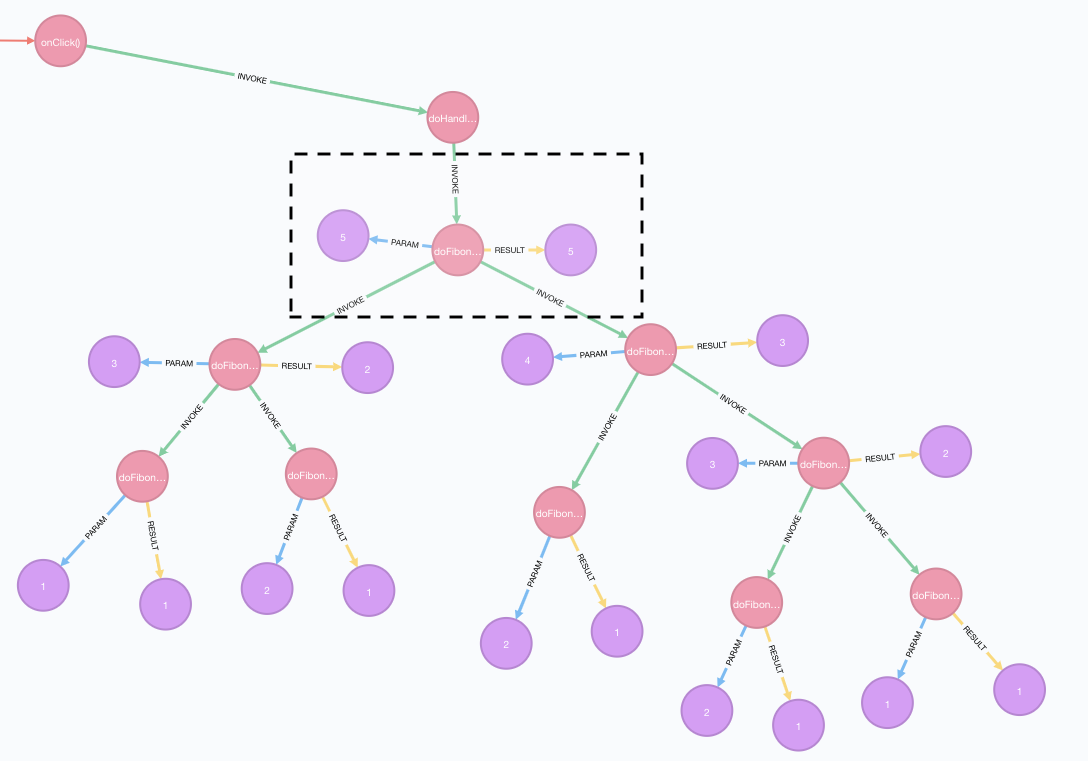 onClick()
INVOKE
doHandl...
INVOKE
5
PARAM
doFibon...
RESULT
5
INVOKE
INVOKE
3
PARAM
doFibon...
RESULT
2
4
PARAM
doFibon...
RESULT
3
INVOKE
INVOKE
INVOKE
INVOKE
doFibon...
doFibon...
3
PARAM
doFibon...
RESULT
2
PARAM
RESULT
PARAM
RESULT
doFibon...
INVOKE
INVOKE
1
1
2
1
PARAM
RESULT
doFibon...
doFibon...
2
1
PARAM
RESULT
PARAM
RESULT
2
1
1
1